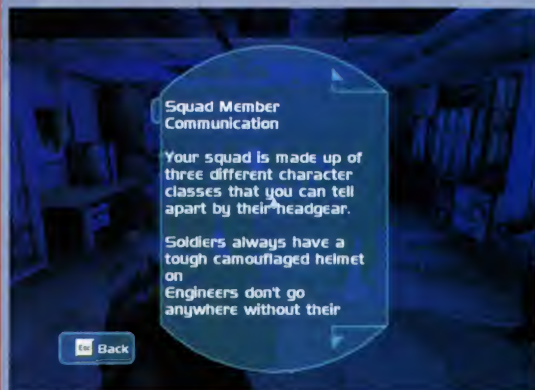 Squad Member
Communication
Your squad is made up of
three different character
classes that you can tell
apart by their headgear.
Soldiers always have a
tough camouflaged helmet
on
Engineers don't go
anywhere without their
Esc Back